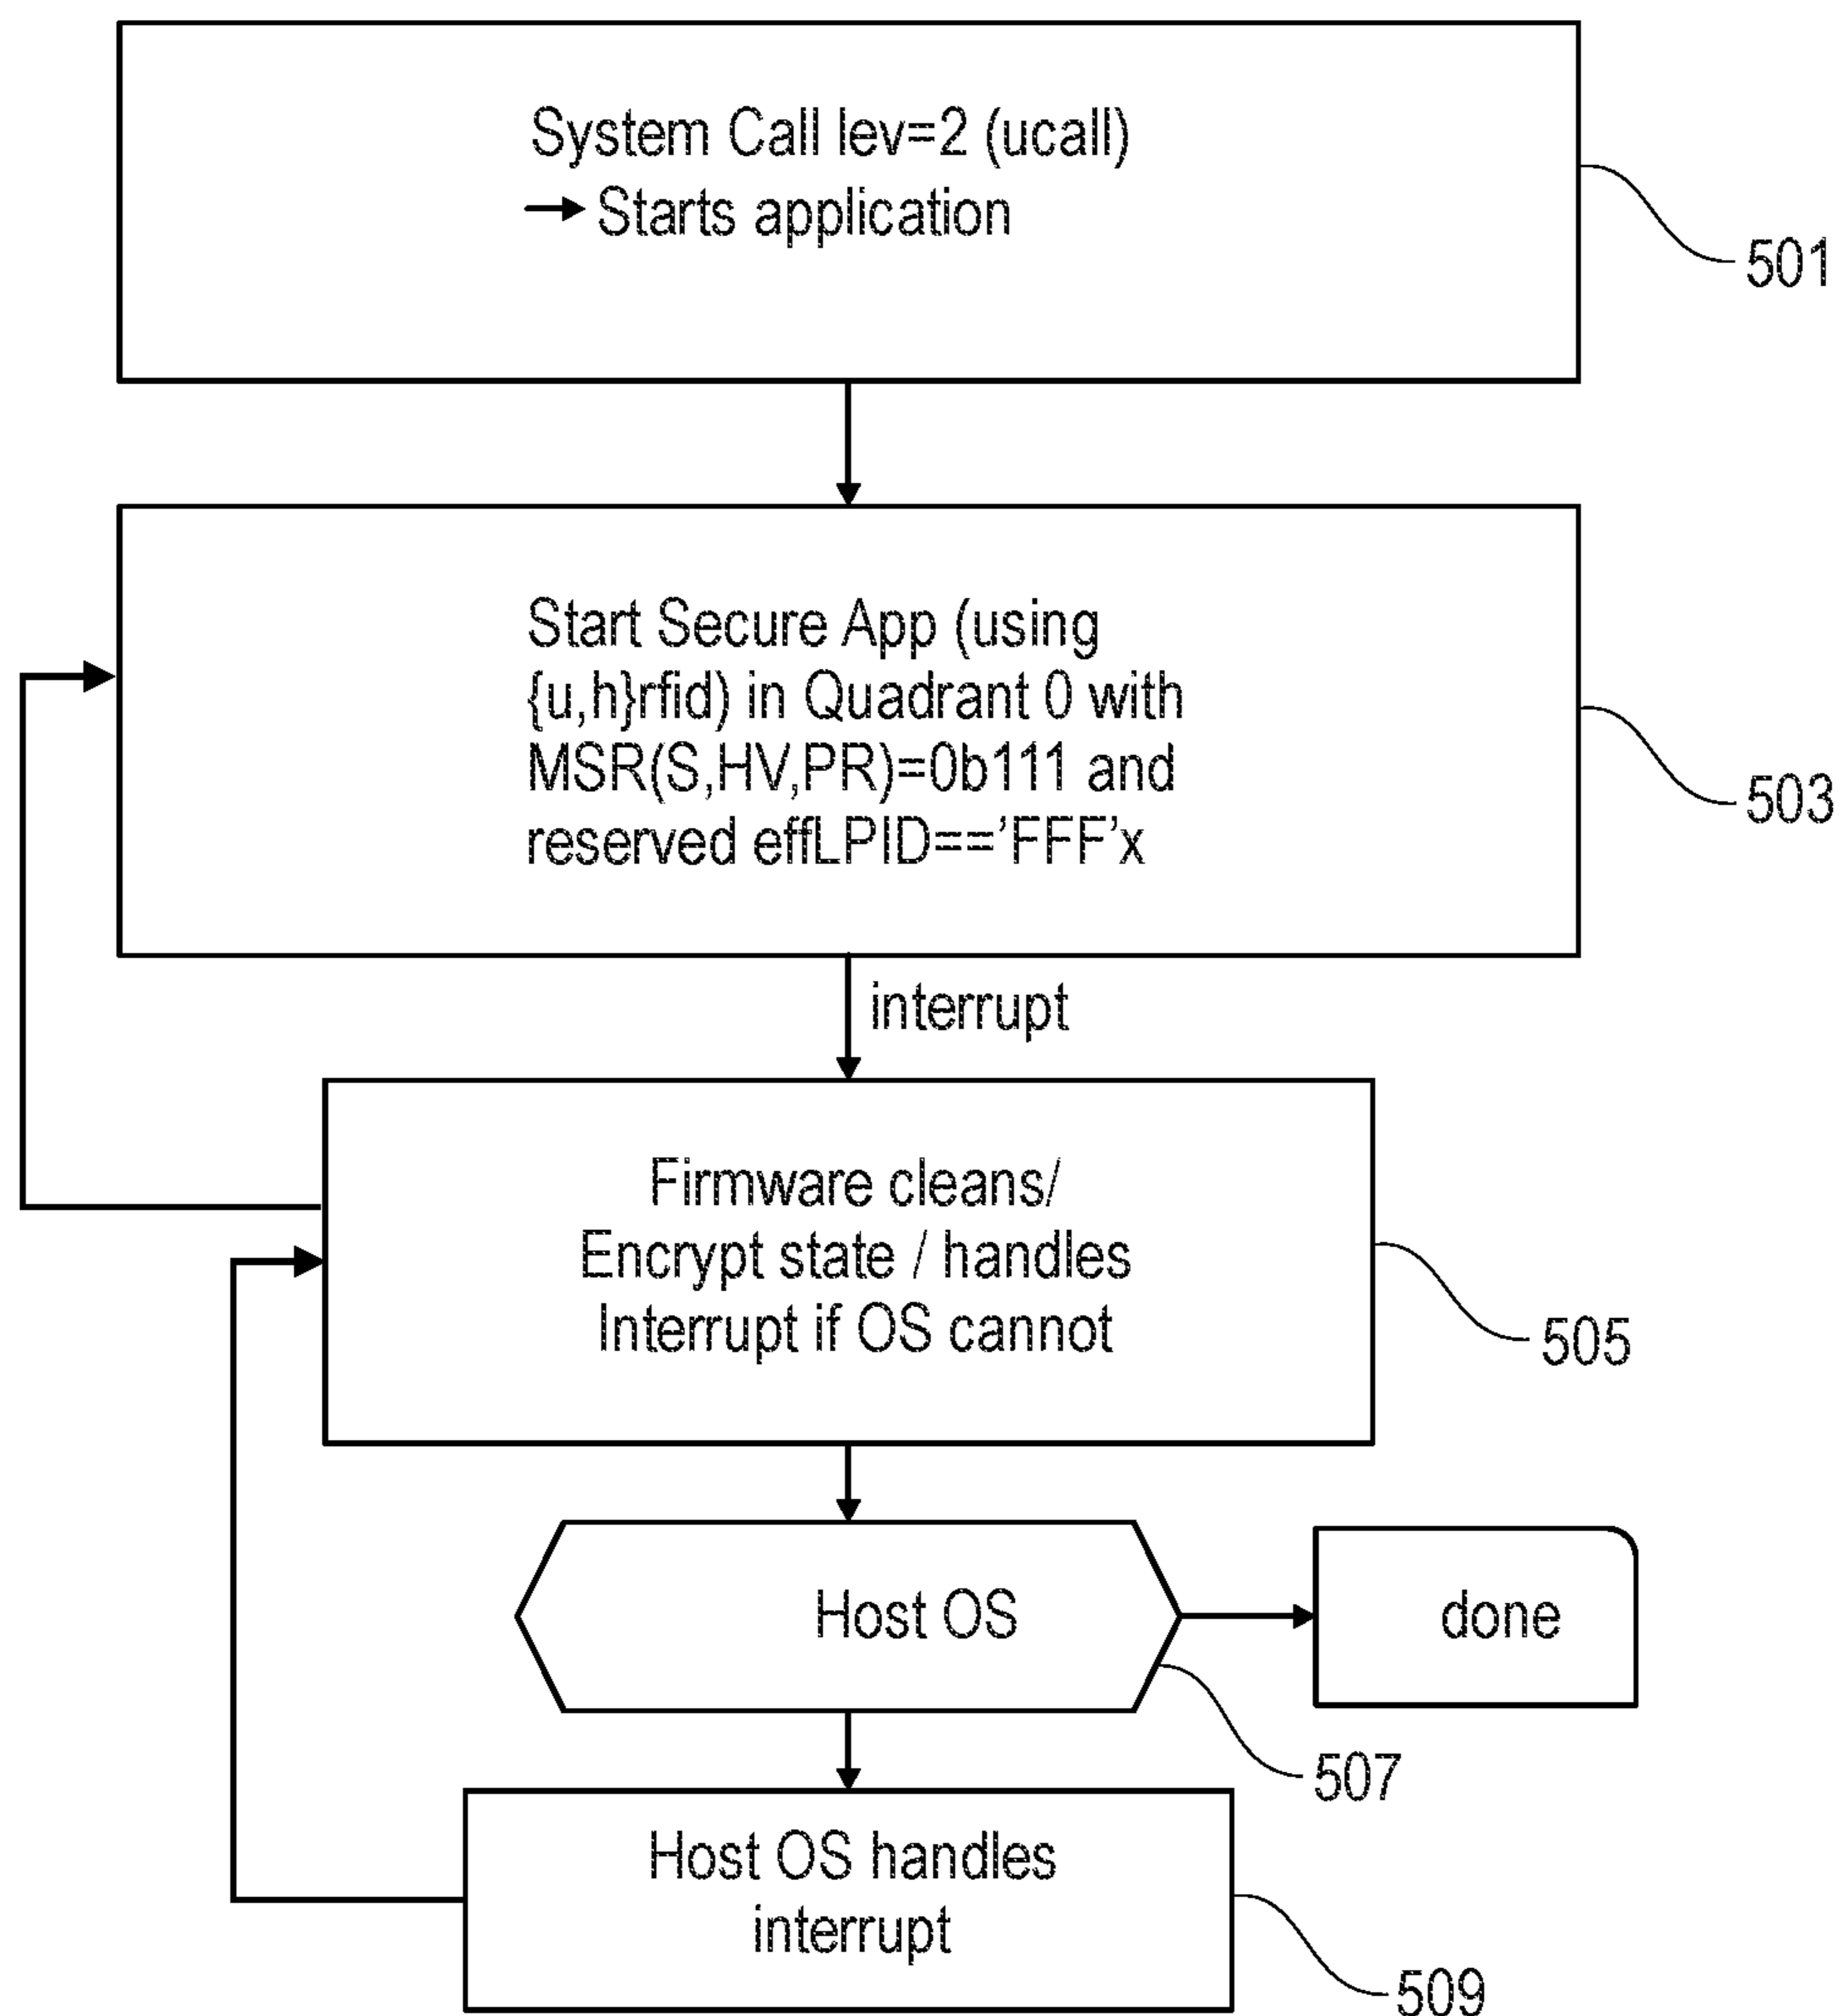 System Call lev=2 (ucall)
→ Starts application
501
Start Secure App (using
{u,h}rfid) in Quadrant 0 with
MSR(S,HV,PR)=0b111 and
reserved effLPID=='FFF'x
503
interrupt
Firmware cleans/
Encrypt state / handles
Interrupt if OS cannot
505
Host OS
done
507
Host OS handles
interrupt
509